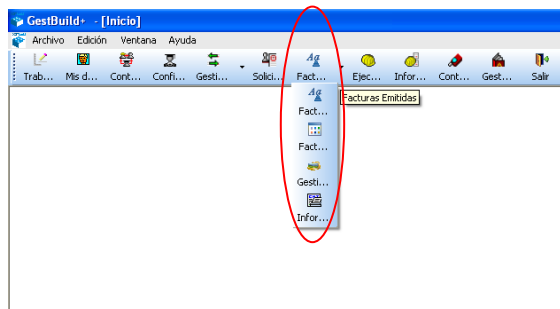 GestBuild+ - [Inicio]
Archivo Edición Ventana Ayuda
Trab... Mis d... Cont... Confi... Gesti... Solici... Fact... Ejec... Infor... Cont... Gest... Salir
Facturas Emitidas
Fact...
Fact...
Gesti...
Infor...